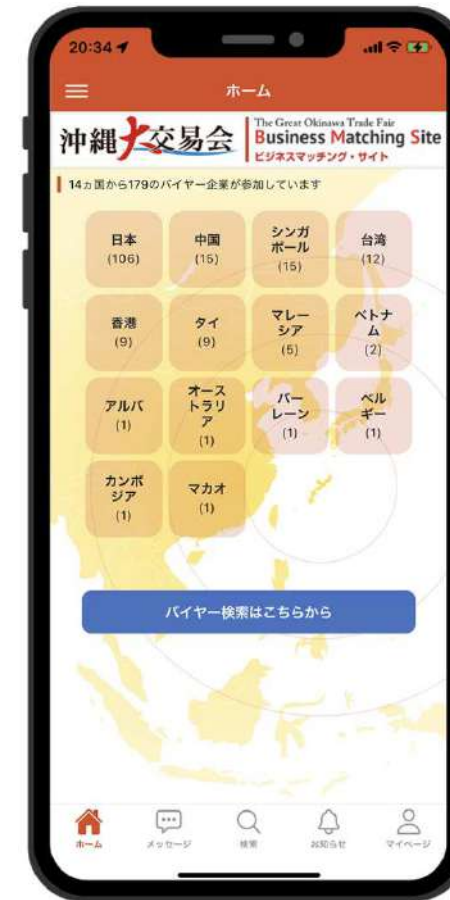 20:34
ホーム
沖縄大交易会
The Great Okinawa Trade Fair
Business Matching Site
ビジネスマッチング・サイト
14ヵ国から179のバイヤー企業が参加しています
日本
(106)
中国
(15)
シンガ
ポール
(15)
台湾
(12)
香港
(9)
タイ
(9)
マレー
シア
(5)
ベトナ
ム
(2)
アルバ
(1)
オース
トラリ
ア
(1)
バー
レーン
(1)
ベル
ギー
(1)
カンボ
ジア
(1)
マカオ
(1)
バイヤー検索はこちらから
ホーム
メッセージ
検索
お知らせ
マイページ